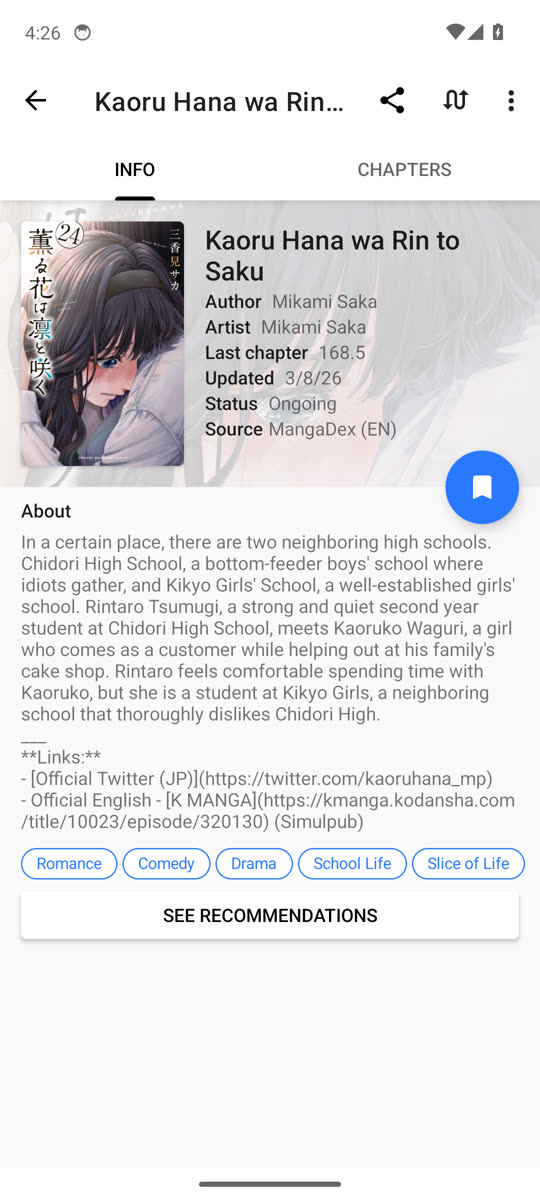 4:26
Kaoru Hana wa Rin...
INFO
CHAPTERS
24
薫る花は凛と咲く
三香見サカ
Kaoru Hana wa Rin to
Saku
Author Mikami Saka
Artist Mikami Saka
Last chapter 168.5
Updated 3/8/26
Status Ongoing
Source MangaDex (EN)
About
In a certain place, there are two neighboring high schools.
Chidori High School, a bottom-feeder boys' school where
idiots gather, and Kikyo Girls' School, a well-established girls'
school. Rintaro Tsumugi, a strong and quiet second year
student at Chidori High School, meets Kaoruko Waguri, a girl
who comes as a customer while helping out at his family's
cake shop. Rintaro feels comfortable spending time with
Kaoruko, but she is a student at Kikyo Girls, a neighboring
school that thoroughly dislikes Chidori High.
___
**Links:**
- [Official Twitter (JP)](https://twitter.com/kaoruhana_mp)
- Official English - [K MANGA](https://kmanga.kodansha.com
/title/10023/episode/320130) (Simulpub)
Romance
Comedy
Drama
School Life
Slice of Life
SEE RECOMMENDATIONS